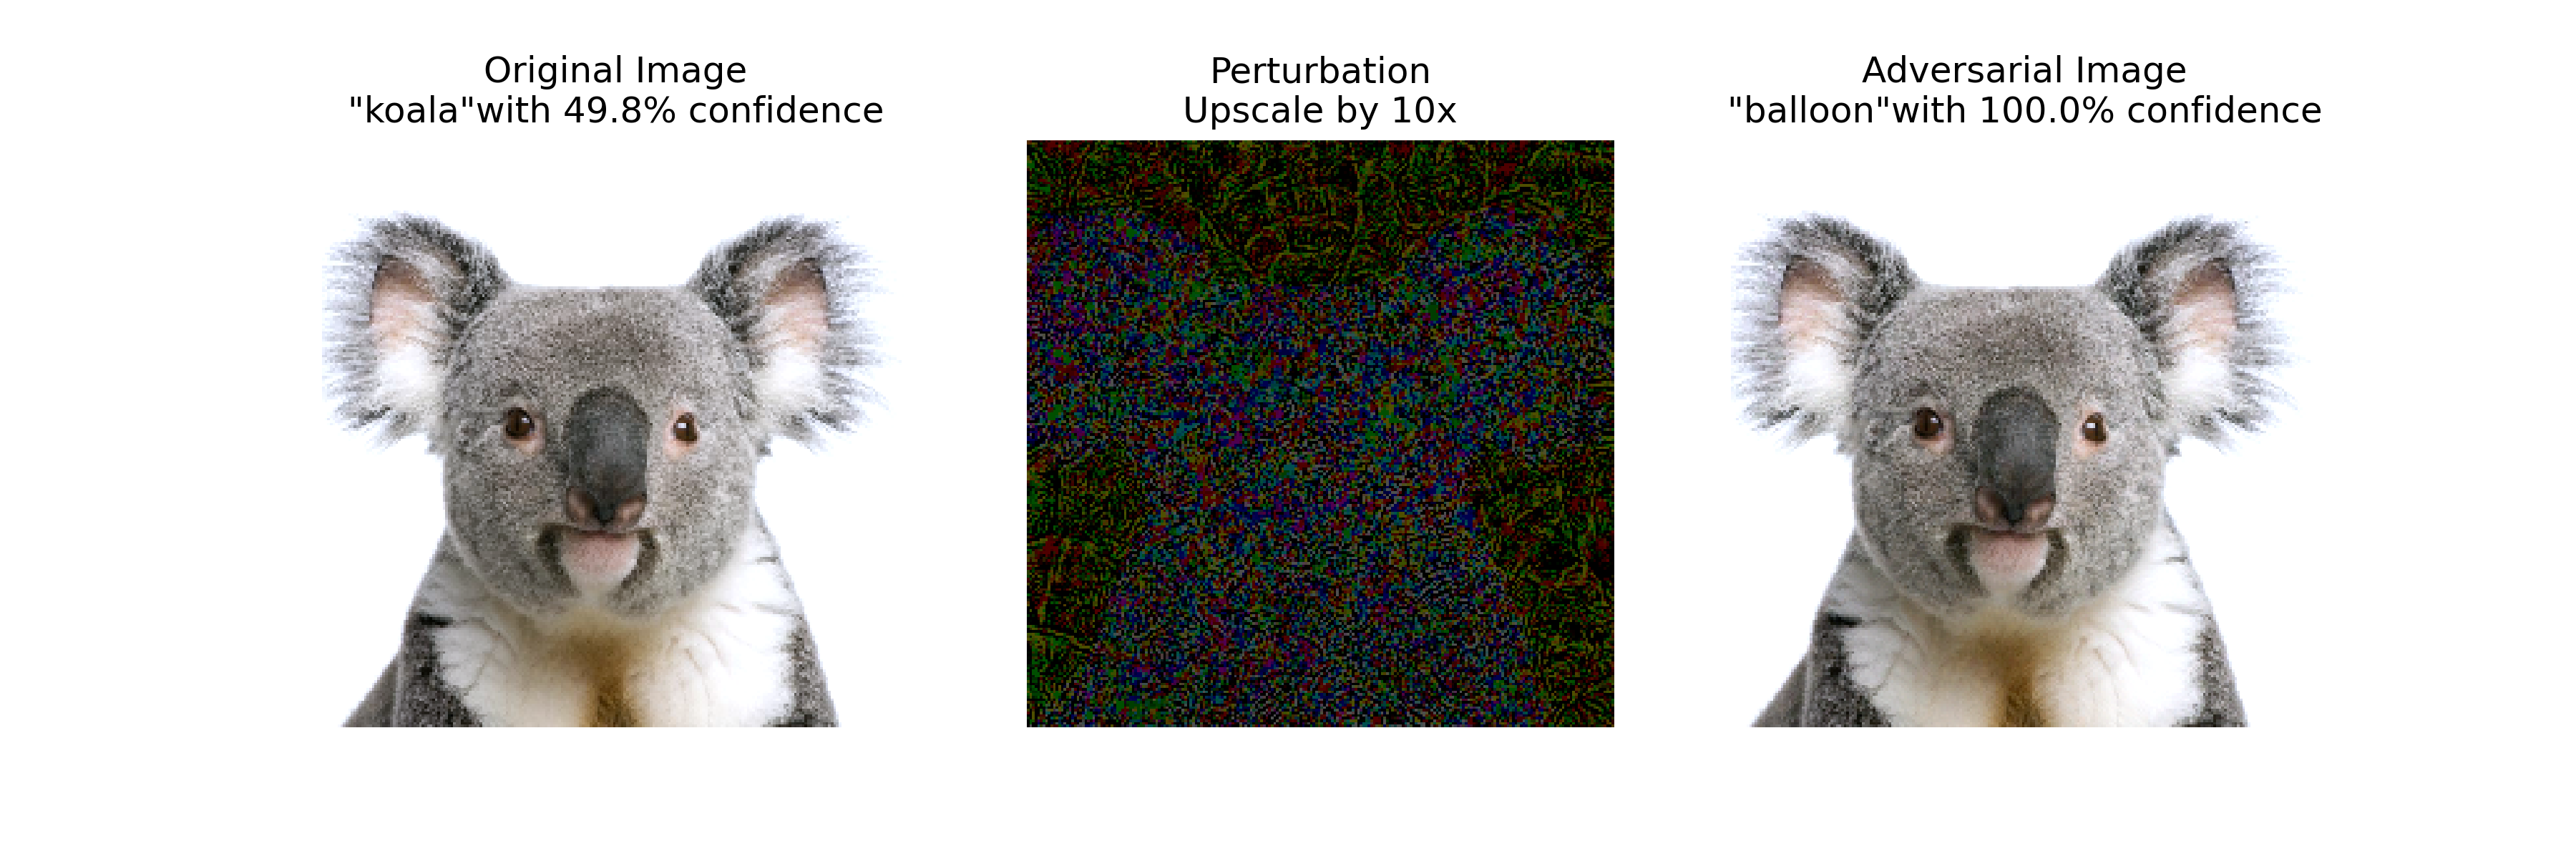 Original Image
"koala"with 49.8% confidence
Perturbation
Upscale by 10x
Adversarial Image
"balloon"with 100.0% confidence